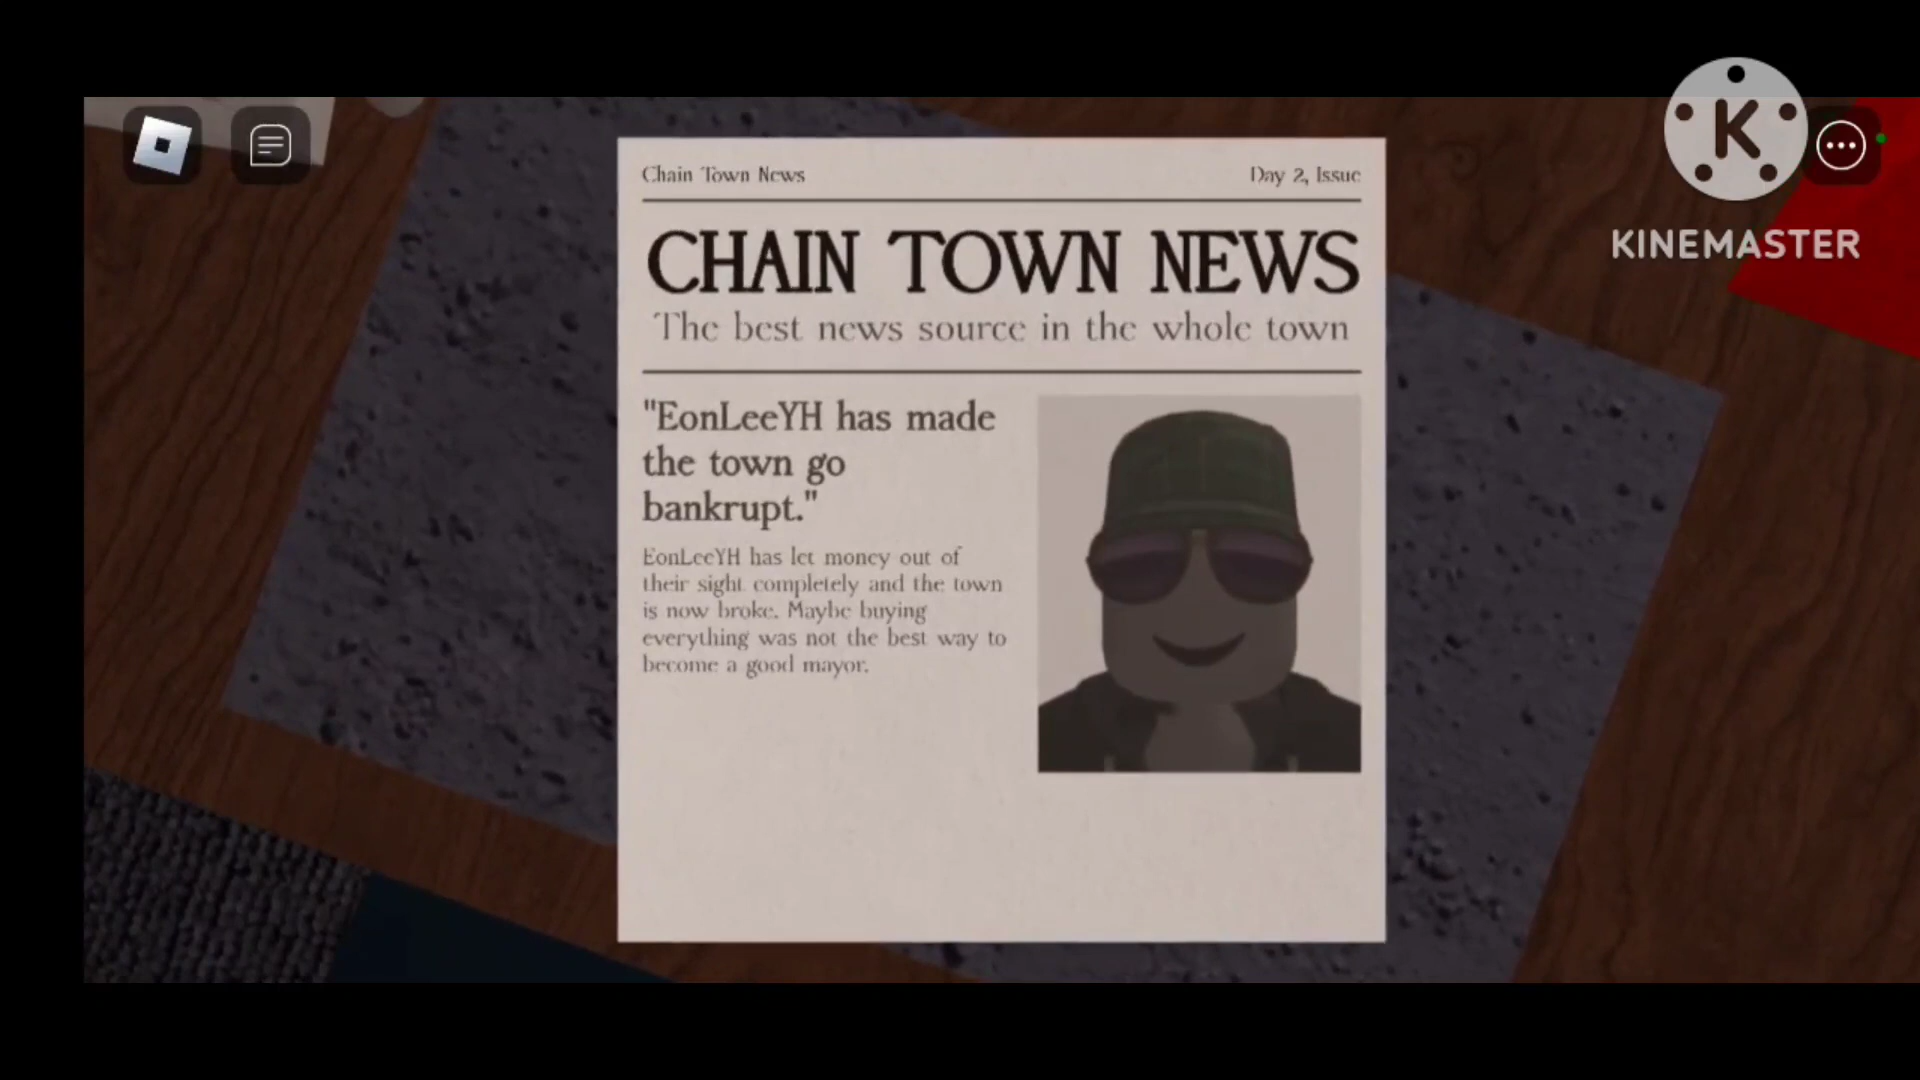 Chain Town News
Day 2, Issue
CHAIN TOWN NEWS
The best news source in the whole town
"EonLeeYH has made
the town go
bankrupt."
EonLeeYH has let money out of
their sight completely and the town
is now broke. Maybe buying
everything was not the best way to
become a good mayor.
K
KINEMASTER